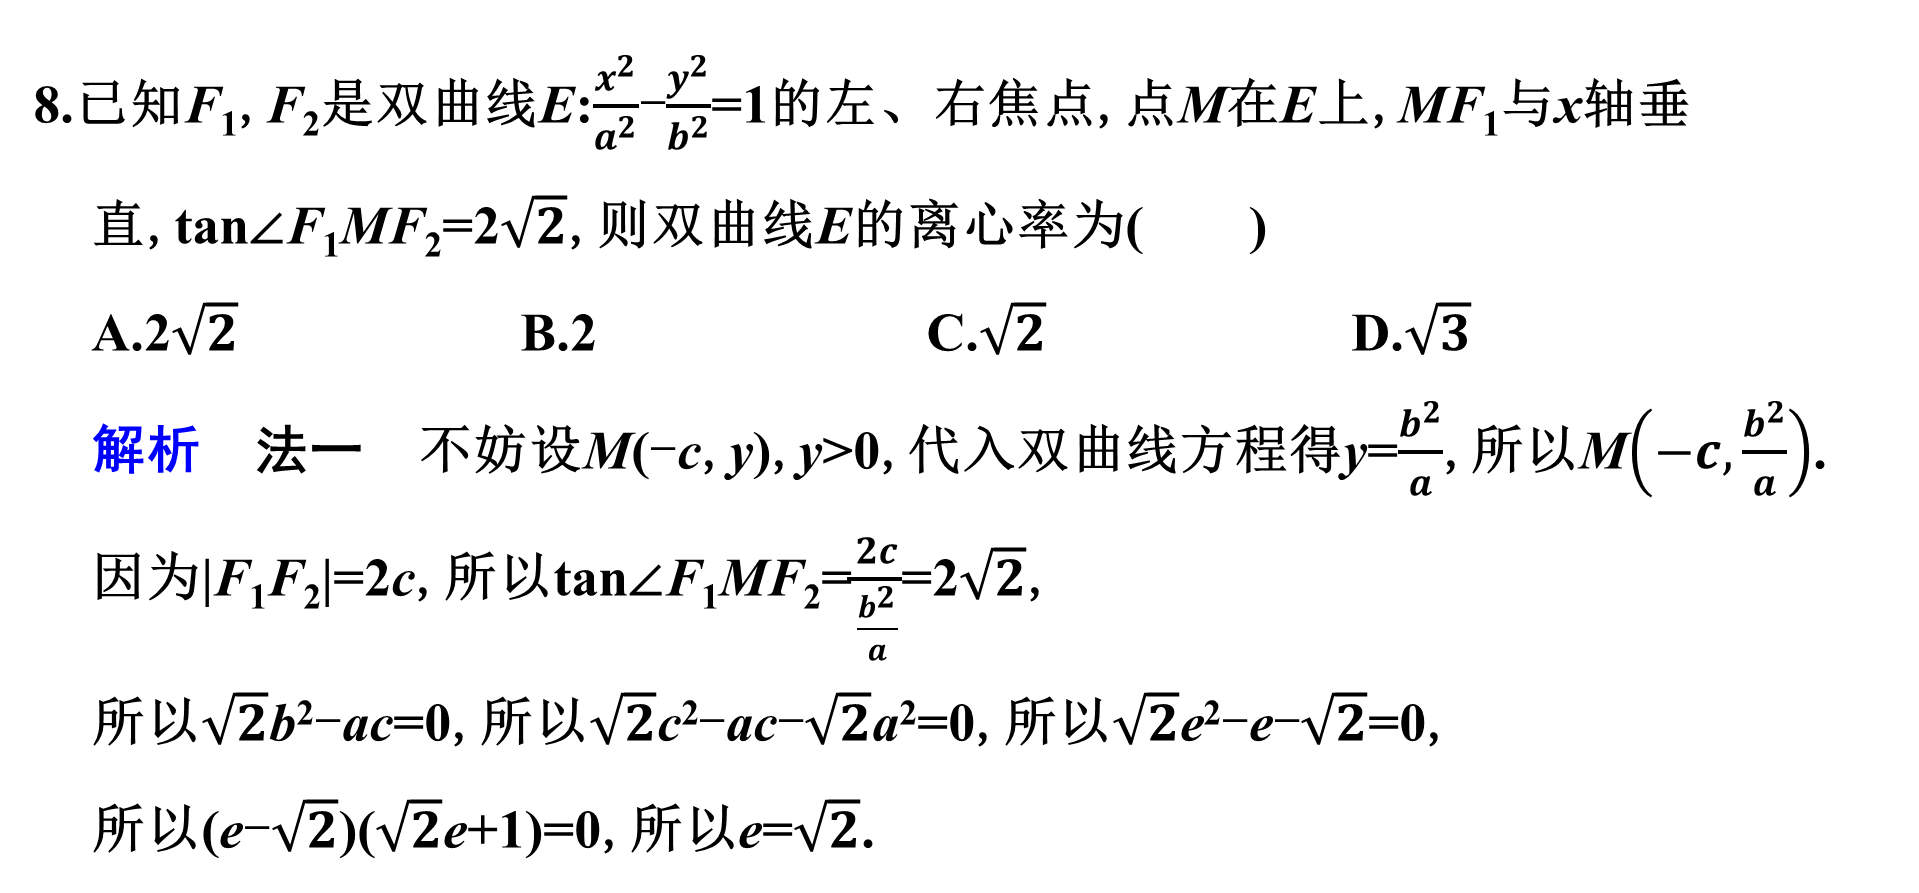 8.已知F₁, F₂是双曲线E:x²/a²−y²/b²=1的左、右焦点, 点M在E上, MF₁与x轴垂
直, tan∠F₁MF₂=2√2, 则双曲线E的离心率为(　　)
A.2√2　B.2　C.√2　D.√3
解析　法一　不妨设M(−c, y), y>0, 代入双曲线方程得y=b²/a, 所以M(−c, b²/a).
因为|F₁F₂|=2c, 所以tan∠F₁MF₂=2c/(b²/a)=2√2,
所以√2b²−ac=0, 所以√2c²−ac−√2a²=0, 所以√2e²−e−√2=0,
所以(e−√2)(√2e+1)=0, 所以e=√2.